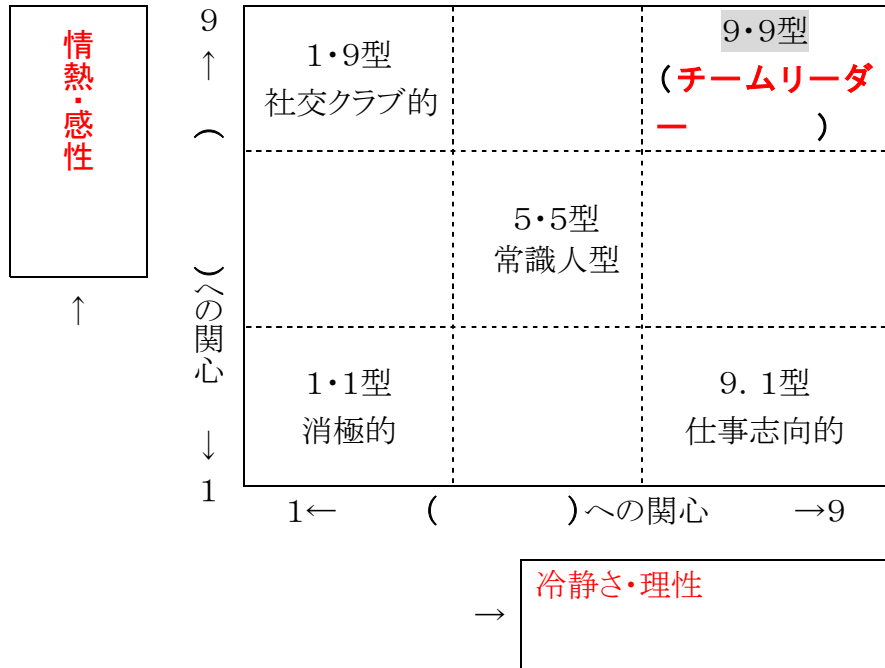 情熱・感性
↑
9
↑
(　　　)への関心
↓
1
1・9型
社交クラブ的
9・9型
(チームリーダ
ー　　　)
5・5型
常識人型
1・1型
消極的
9．1型
仕事志向的
1←　(　　　)への関心　→9
→
冷静さ・理性